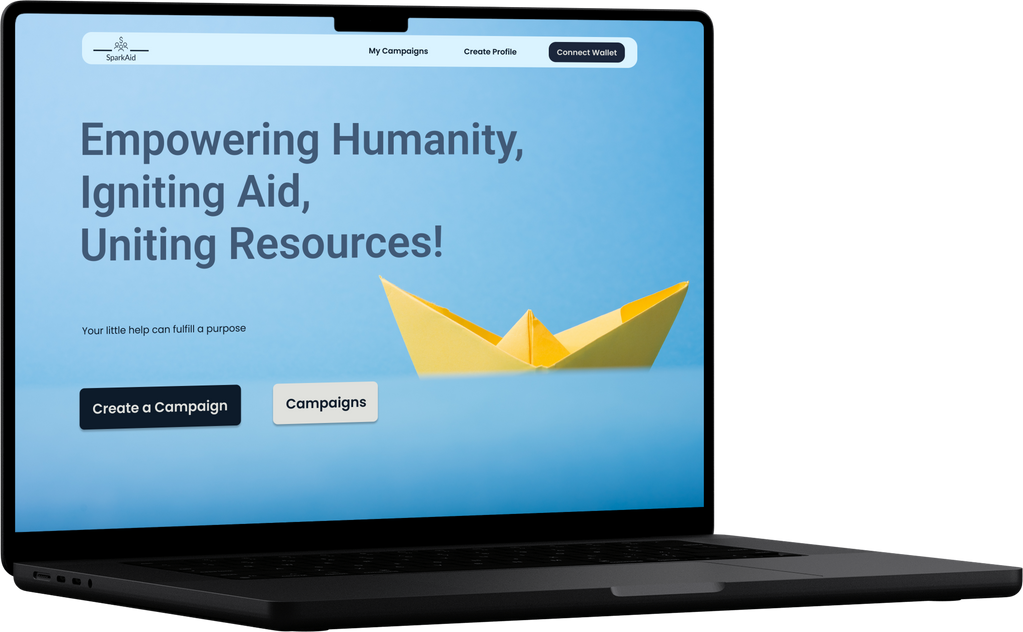 SparkAid
My Campaigns
Create Profile
Connect Wallet
Empowering Humanity,
Igniting Aid,
Uniting Resources!
Your little help can fulfill a purpose
Create a Campaign
Campaigns